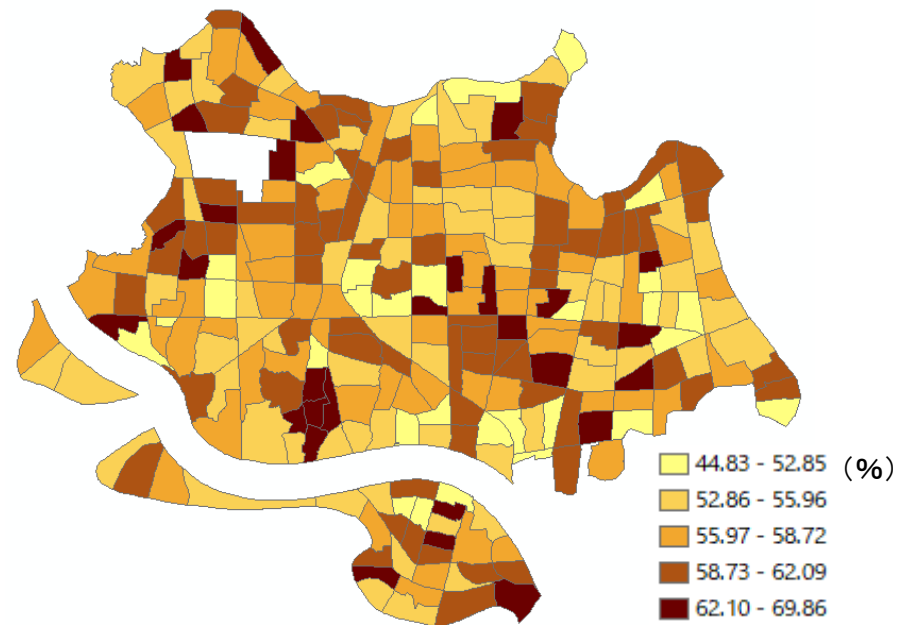 44.83 - 52.85 （%）
52.86 - 55.96
55.97 - 58.72
58.73 - 62.09
62.10 - 69.86